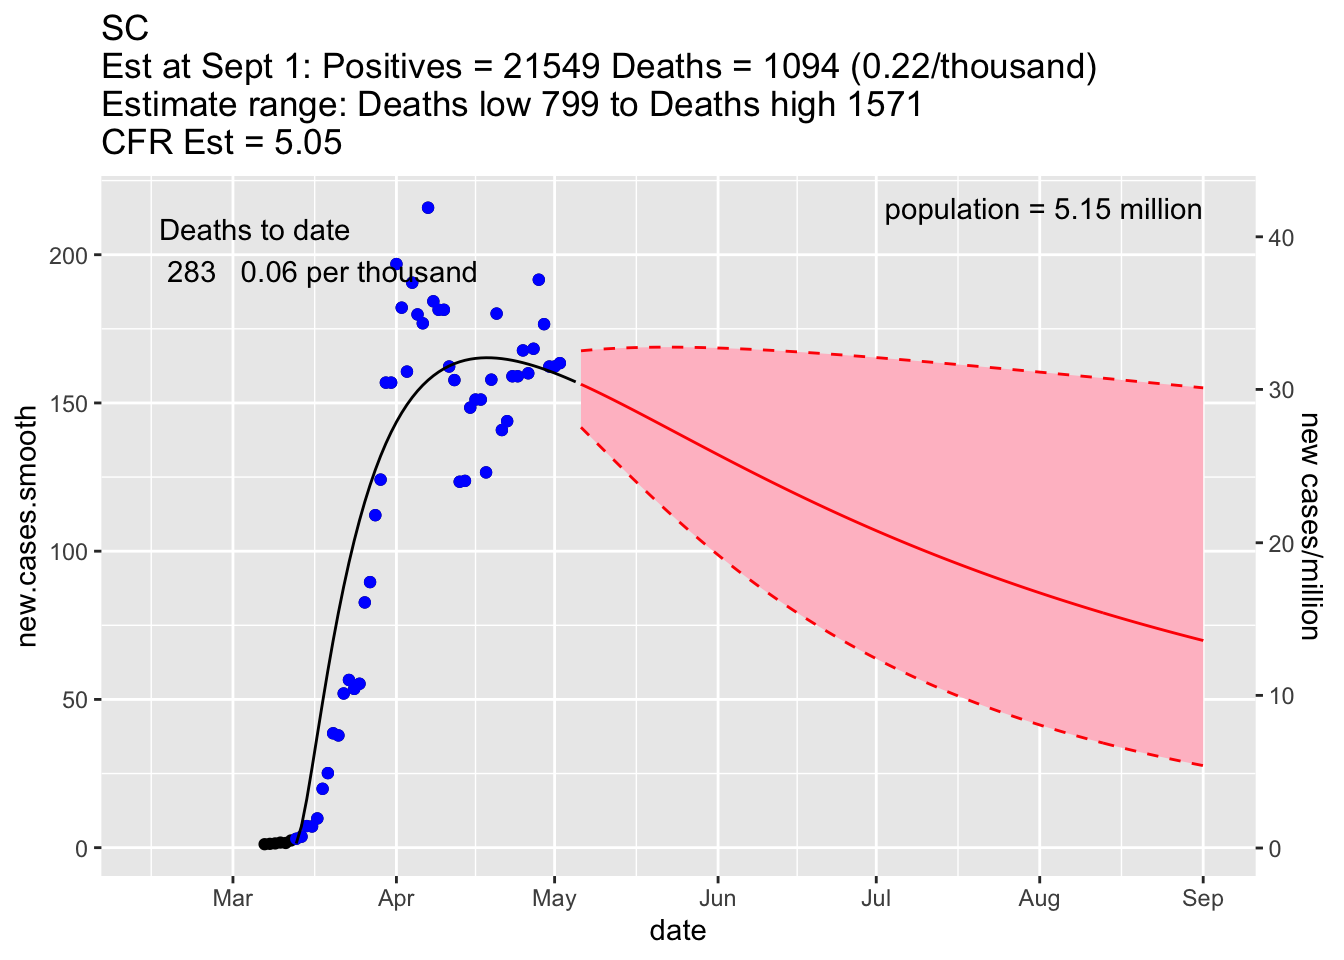 SC
Est at Sept 1: Positives = 21549 Deaths = 1094 (0.22/thousand)
Estimate range: Deaths low 799 to Deaths high 1571
CFR Est = 5.05
Deaths to date
283 0.06 per thousand
population = 5.15 million
200
150
100
50
0
new.cases.smooth
40
30
20
10
0
new cases/million
Mar Apr May Jun Jul Aug Sep
date